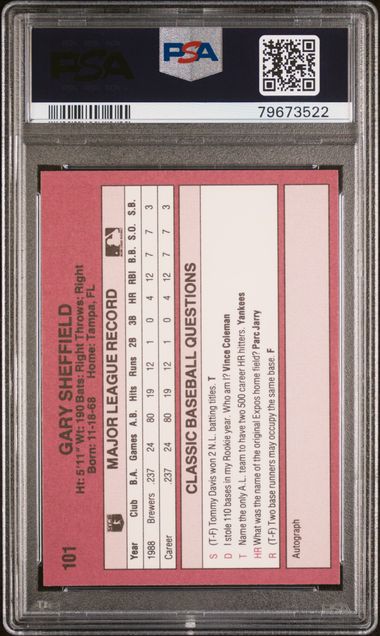 PSA
PSA
79673522
101
GARY SHEFFIELD
Ht: 5'11" Wt: 190 Bats: Right Throws: Right
Born: 11-18-68 Home: Tampa, FL
MAJOR LEAGUE RECORD
Year Club B.A. Games A.B. Hits Runs 2B 3B HR RBI B.B. S.O. S.B.
1988 Brewers .237 24 80 19 12 1 0 4 12 7 7 3
Career .237 24 80 19 12 1 0 4 12 7 7 3
CLASSIC BASEBALL QUESTIONS
S (T-F) Tommy Davis won 2 N.L. batting titles. T
D I stole 110 bases in my Rookie year. Who am I? Vince Coleman
T Name the only A.L. team to have two 500 career HR hitters. Yankees
HR What was the name of the original Expos home field? Parc Jarry
R (T-F) Two base runners may occupy the same base. F
Autograph